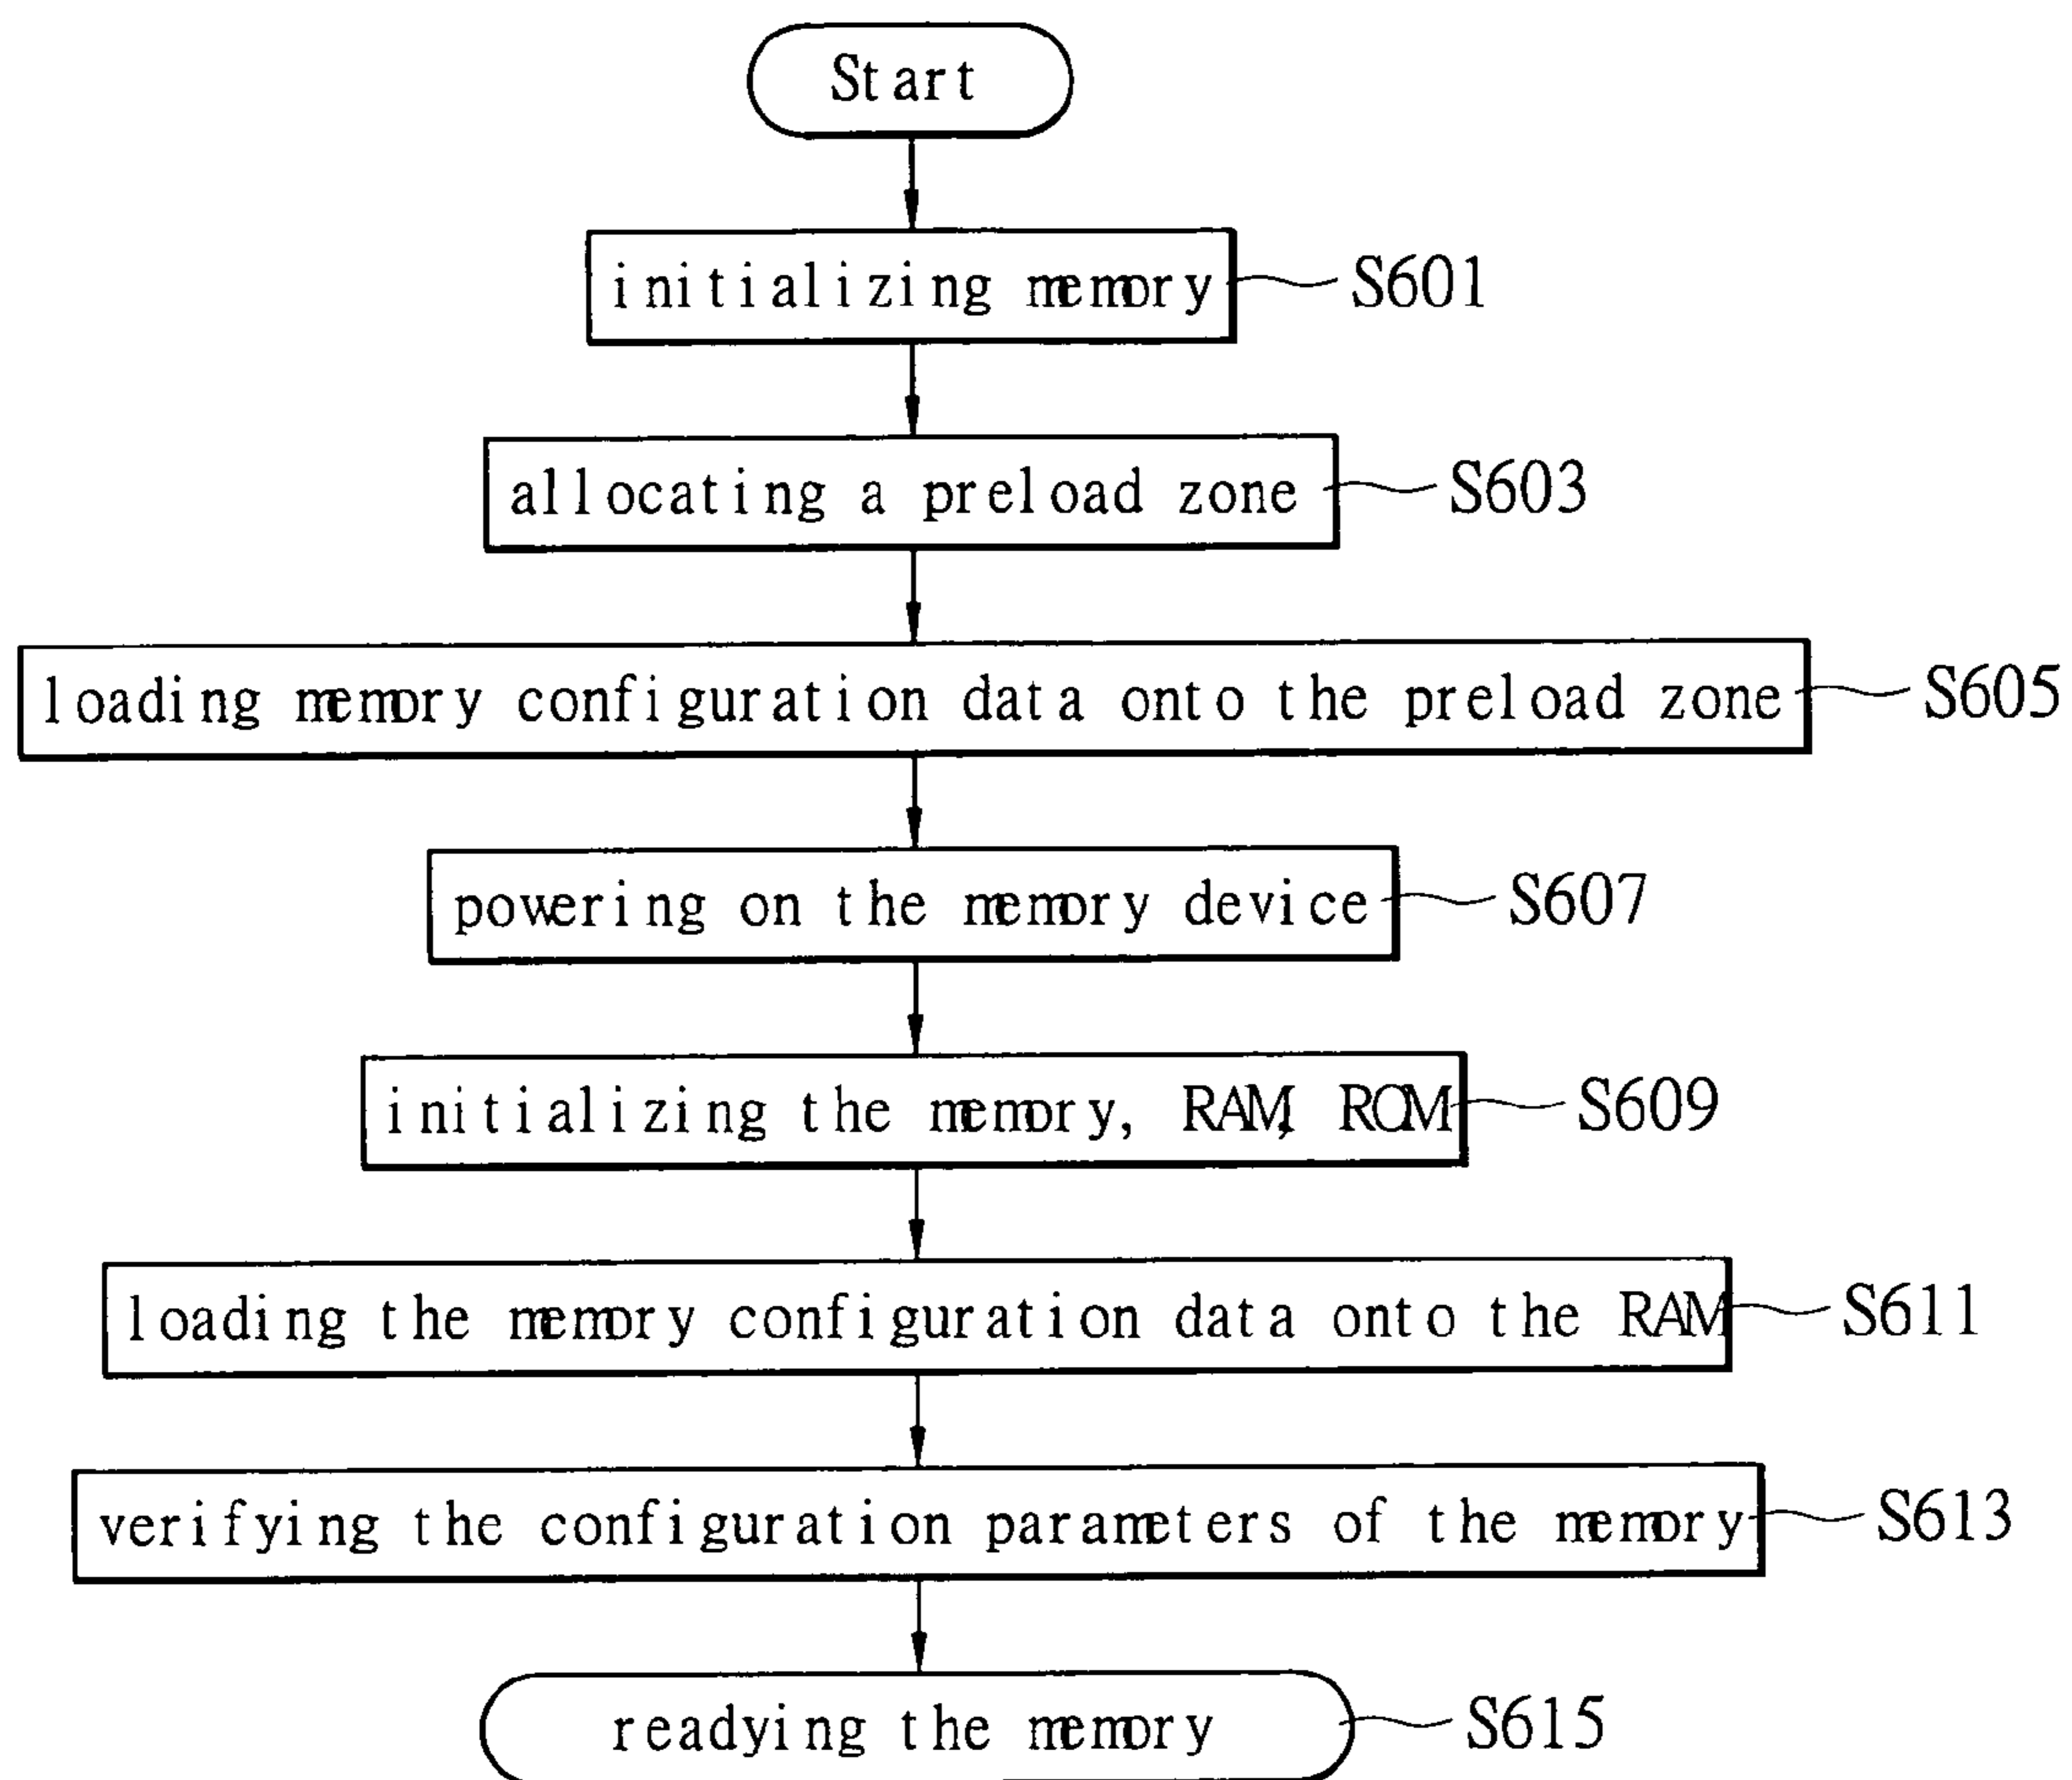 Start
initializing memory S601
allocating a preload zone S603
loading memory configuration data onto the preload zone S605
powering on the memory device S607
initializing the memory, RAM, ROM S609
loading the memory configuration data onto the RAM S611
verifying the configuration parameters of the memory S613
readying the memory S615